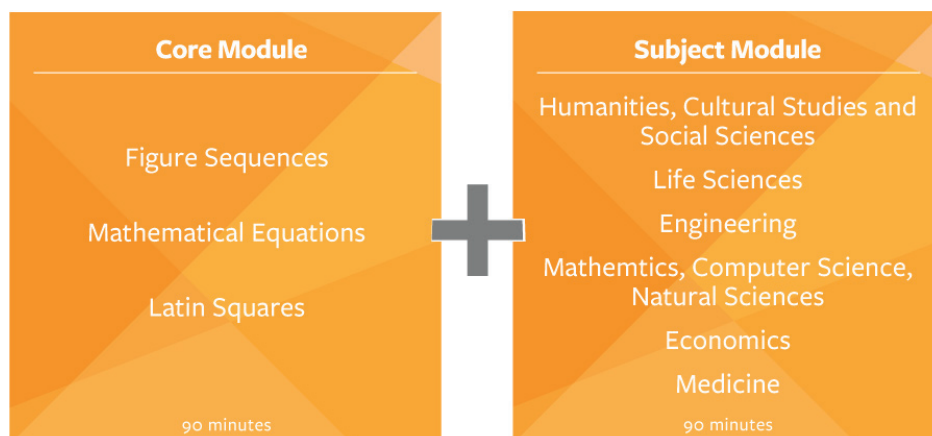 Core Module
Figure Sequences
Mathematical Equations
Latin Squares
90 minutes
Subject Module
Humanities, Cultural Studies and
Social Sciences
Life Sciences
Engineering
Mathemtics, Computer Science,
Natural Sciences
Economics
Medicine
90 minutes